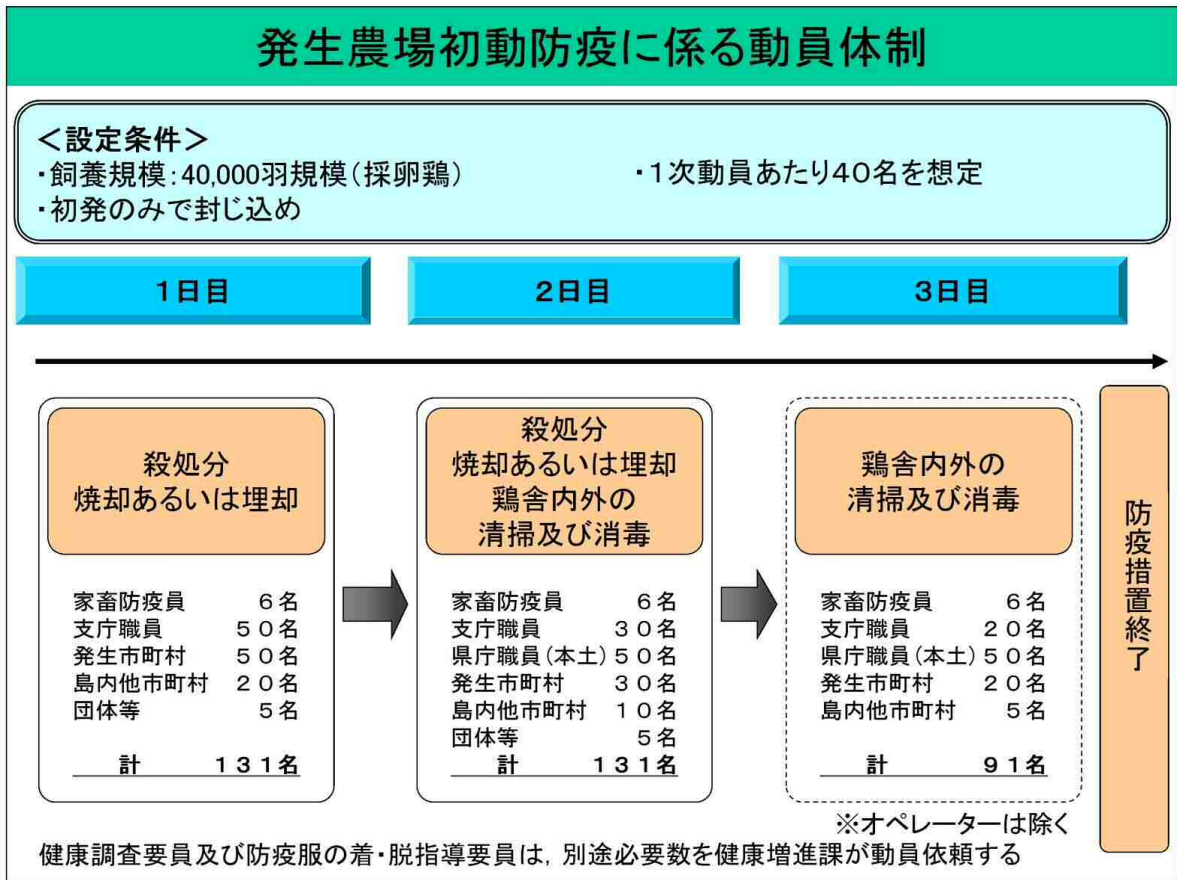 発生農場初動防疫に係る動員体制
<設定条件>
・飼養規模:40,000羽規模(採卵鶏)
・1次動員あたり40名を想定
・初発のみで封じ込め
1日目
2日目
3日目
殺処分
焼却あるいは埋却
家畜防疫員 6名
支庁職員 50名
発生市町村 50名
島内他市町村 20名
団体等 5名
計 131名
殺処分
焼却あるいは埋却
鶏舎内外の
清掃及び消毒
家畜防疫員 6名
支庁職員 30名
県庁職員(本土)50名
発生市町村 30名
島内他市町村 10名
団体等 5名
計 131名
鶏舎内外の
清掃及び消毒
家畜防疫員 6名
支庁職員 20名
県庁職員(本土)50名
発生市町村 20名
島内他市町村 5名
計 91名
防疫措置終了
※オペレーターは除く
健康調査要員及び防疫服の着・脱指導要員は,別途必要数を健康増進課が動員依頼する